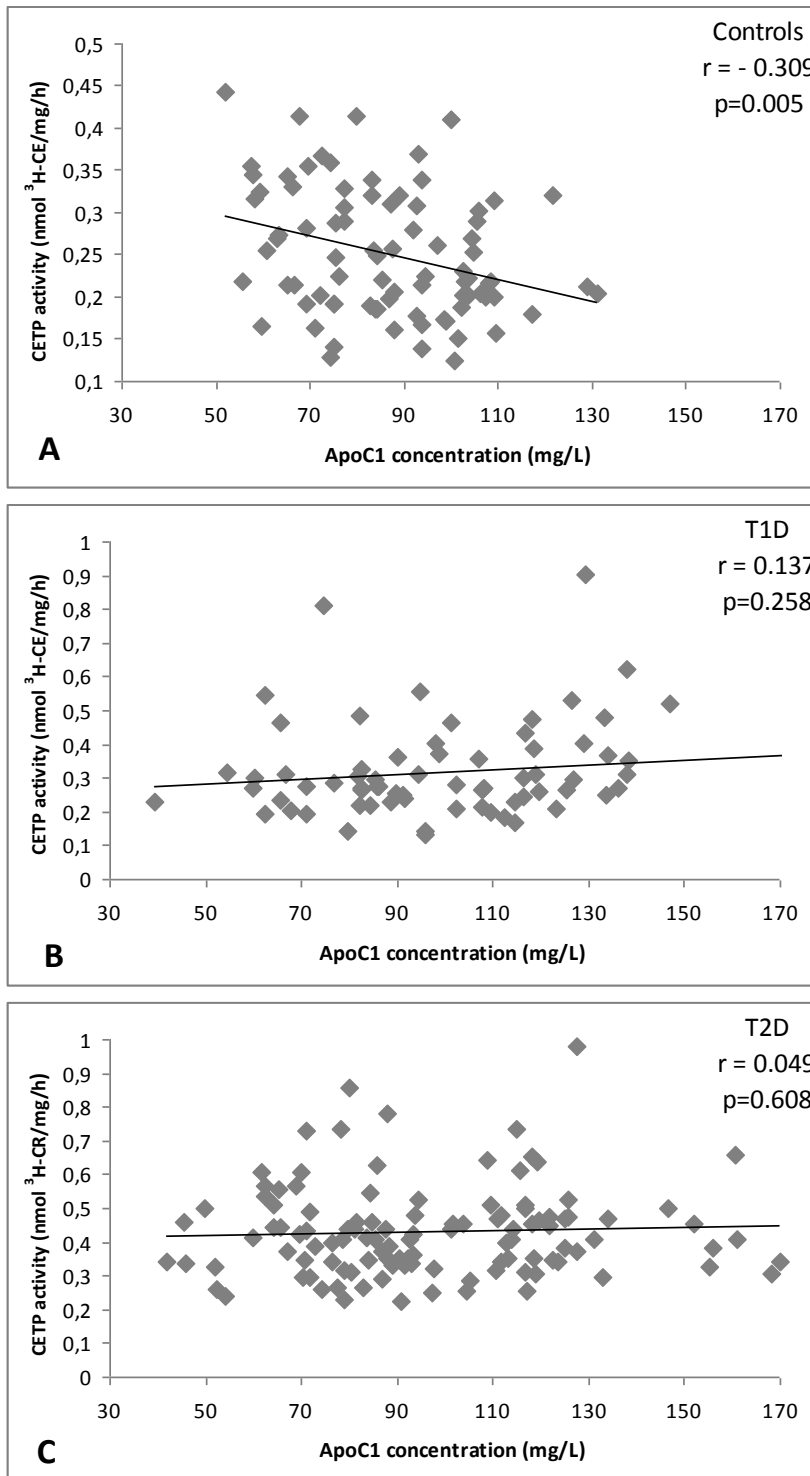 Controls
r = - 0.309
p=0.005
CETP activity (nmol ³H-CE/mg/h)
0,5
0,45
0,4
0,35
0,3
0,25
0,2
0,15
0,1
30 50 70 90 110 130 150 170
A
ApoC1 concentration (mg/L)
T1D
r = 0.137
p=0.258
CETP activity (nmol ³H-CE/mg/h)
1
0,9
0,8
0,7
0,6
0,5
0,4
0,3
0,2
0,1
0
30 50 70 90 110 130 150 170
B
ApoC1 concentration (mg/L)
T2D
r = 0.049
p=0.608
CETP activity (nmol ³H-CR/mg/h)
1
0,9
0,8
0,7
0,6
0,5
0,4
0,3
0,2
0,1
0
30 50 70 90 110 130 150 170
C
ApoC1 concentration (mg/L)